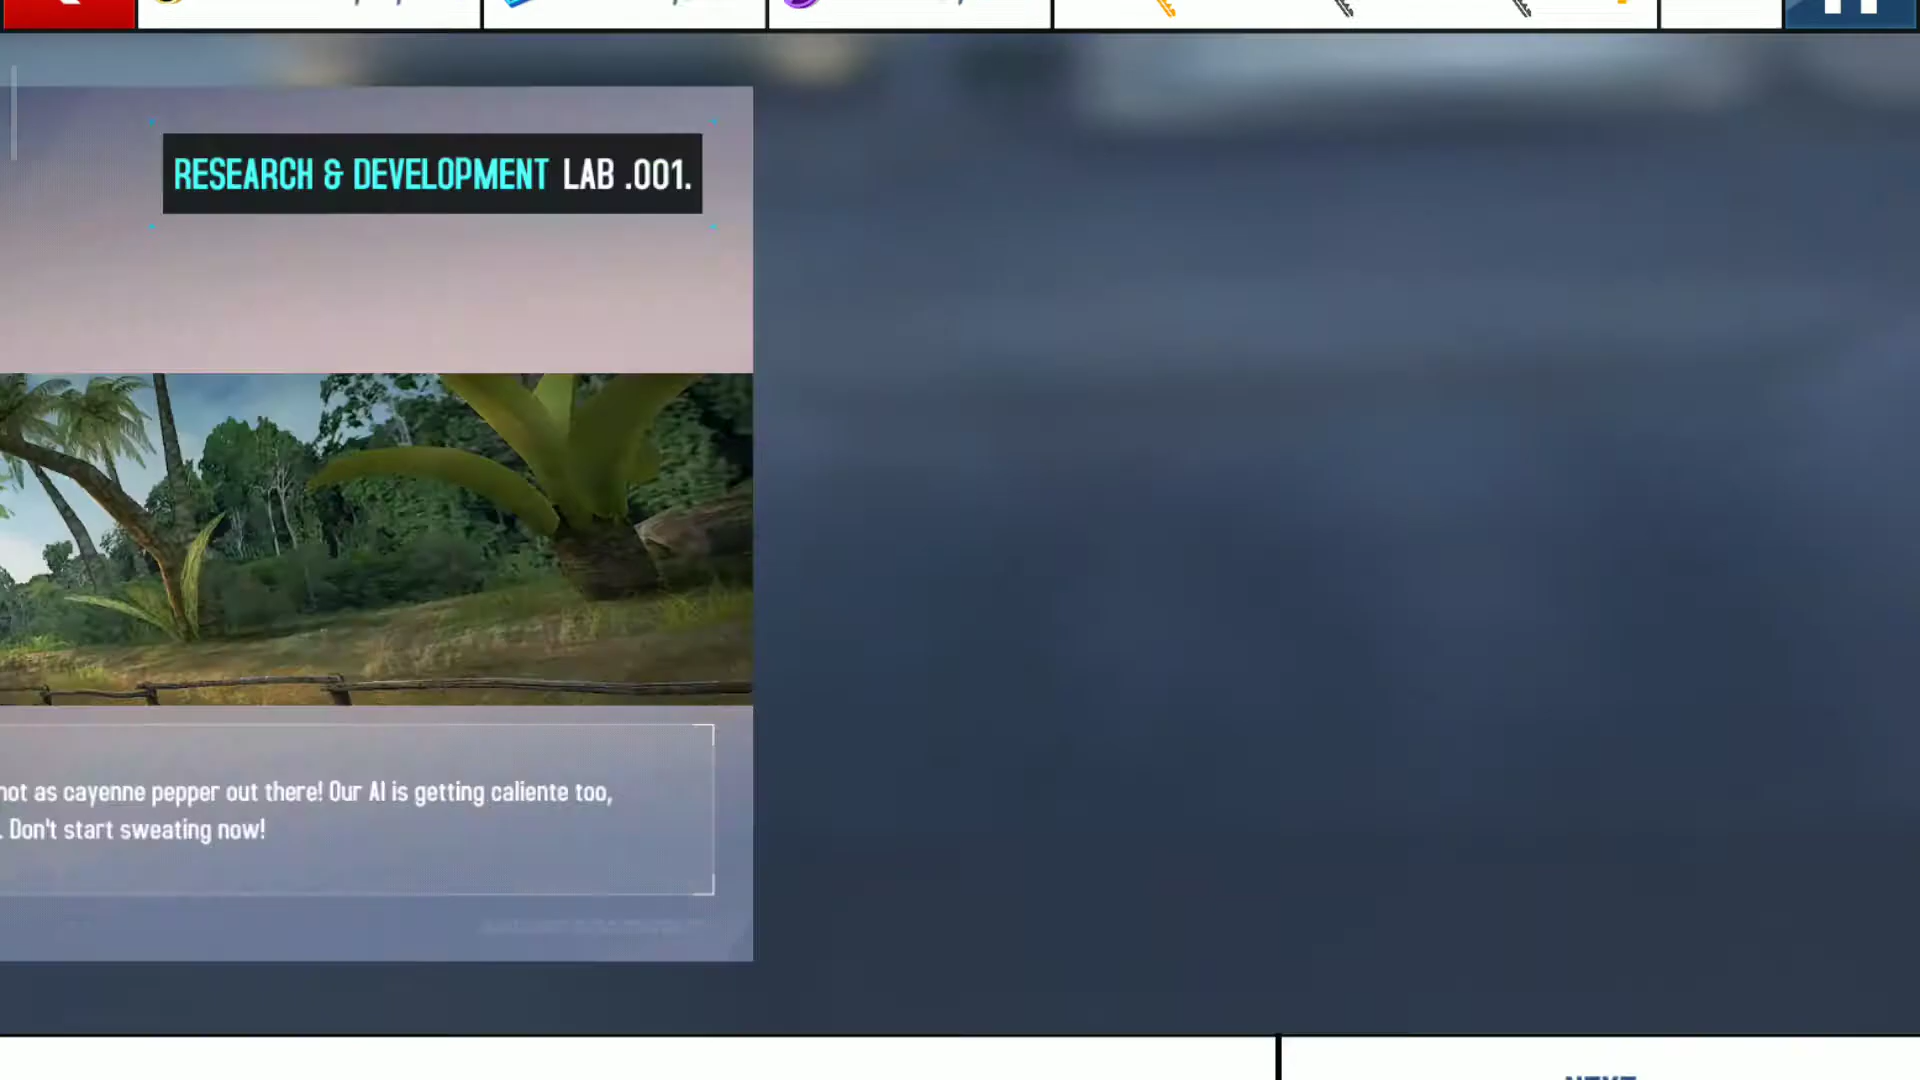 RESEARCH & DEVELOPMENT LAB .001.
hot as cayenne pepper out there! Our AI is getting caliente too,
. Don't start sweating now!
NEXT